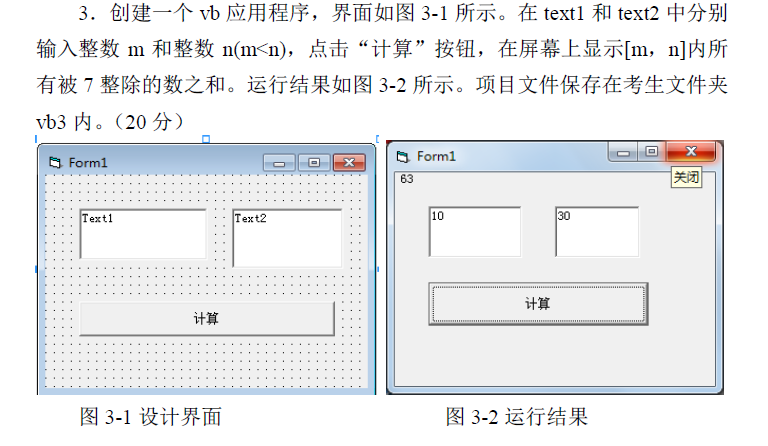 3．创建一个 vb 应用程序，界面如图 3-1 所示。在 text1 和 text2 中分别
输入整数 m 和整数 n(m<n)，点击“计算”按钮，在屏幕上显示[m，n]内所
有被 7 整除的数之和。运行结果如图 3-2 所示。项目文件保存在考生文件夹
vb3 内。（20 分）
Form1
Text1
Text2
计算
Form1
关闭
63
10
30
计算
图 3-1 设计界面
图 3-2 运行结果